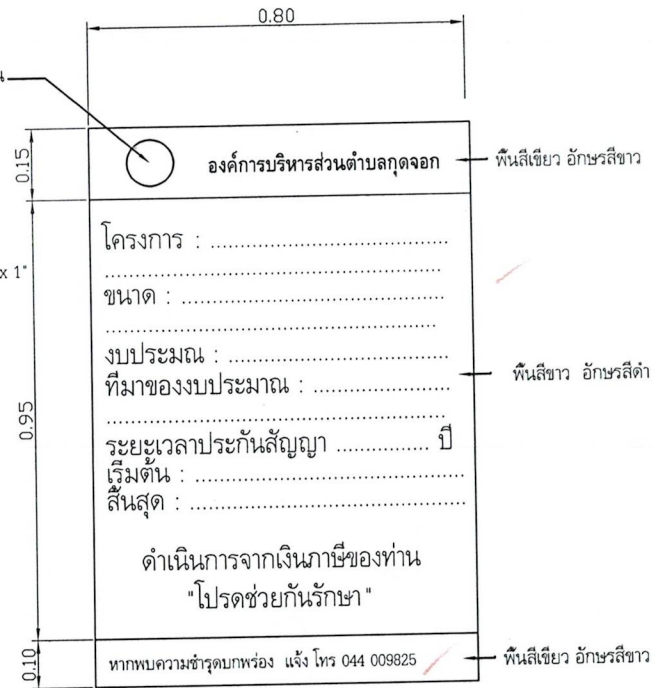 0.80
0.15
องค์การบริหารส่วนตำบลกุดจอก
พื้นสีเขียว อักษรสีขาว
โครงการ : ........................................
........................................................
ขนาด : ............................................
........................................................
x 1"
งบประมณ : .....................................
ที่มาของงบประมาณ : .......................
........................................................
พื้นสีขาว อักษรสีดำ
0.95
ระยะเวลาประกันสัญญา ................ ปี
เริ่มต้น : .............................................
สิ้นสุด : ..............................................
ดำเนินการจากเงินภาษีของท่าน
"โปรดช่วยกันรักษา"
0.10
หากพบความชำรุดบกพร่อง แจ้ง โทร 044 009825
พื้นสีเขียว อักษรสีขาว